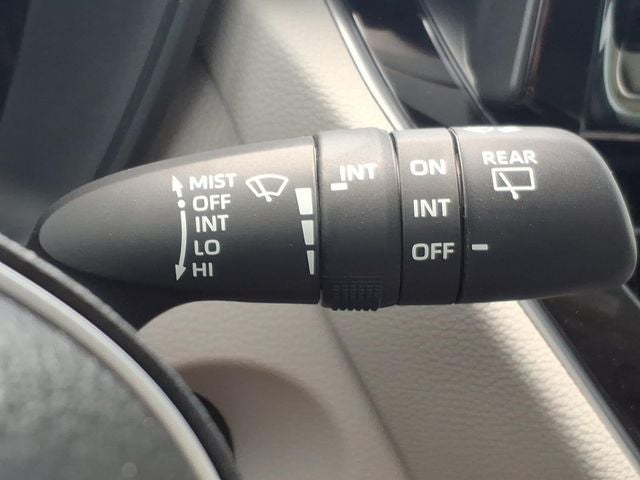 MIST
OFF
INT
LO
HI
INT
ON
INT
OFF
REAR